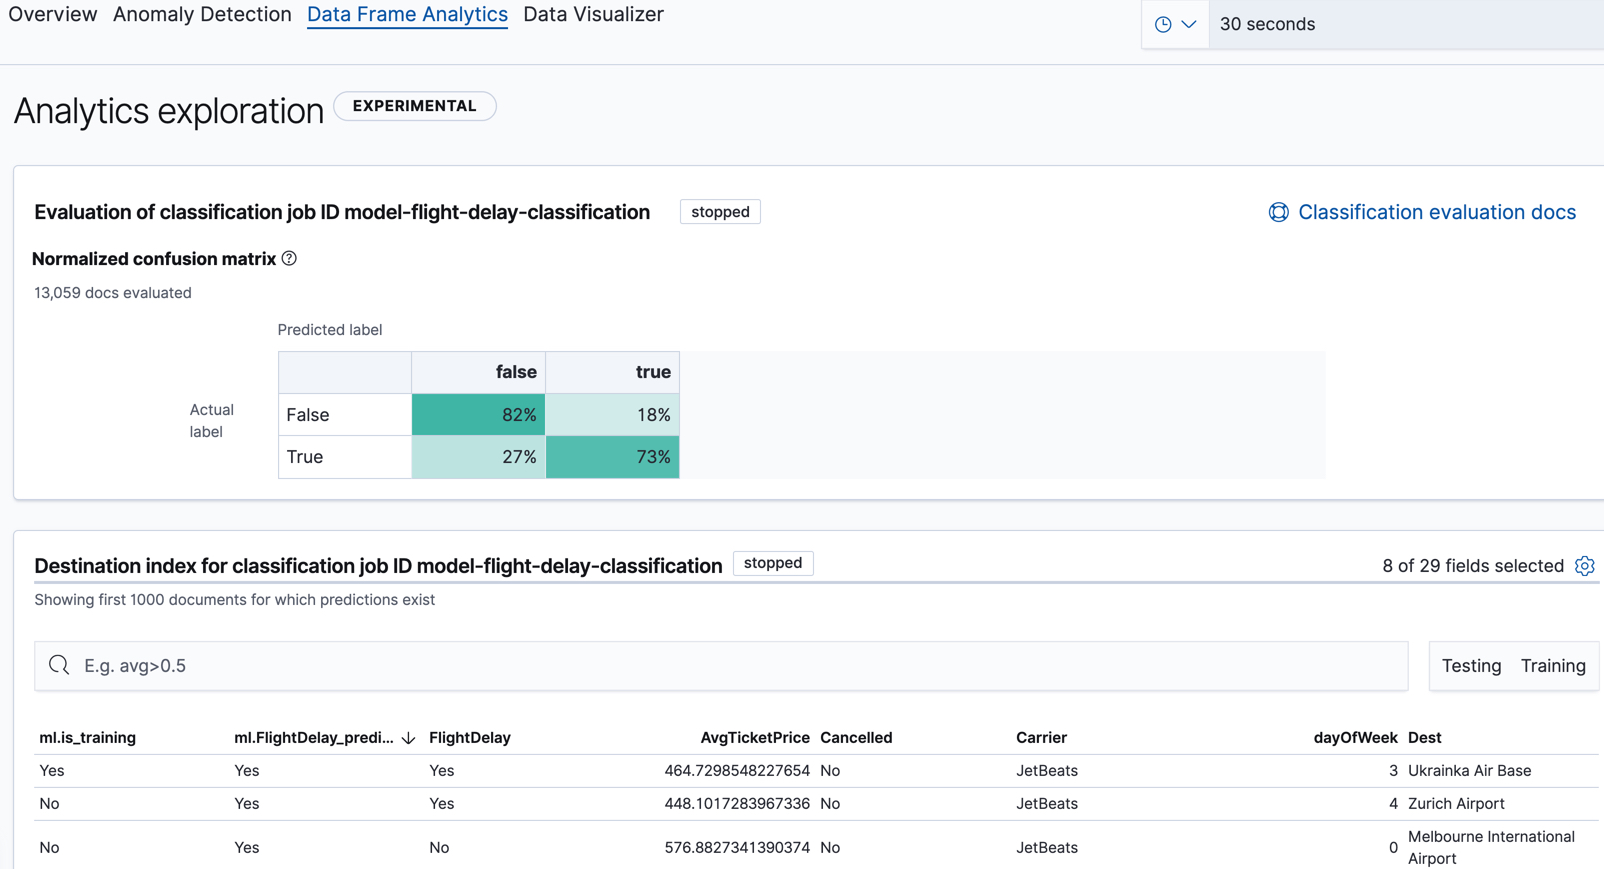 Overview Anomaly Detection Data Frame Analytics Data Visualizer
30 seconds
Analytics exploration EXPERIMENTAL
Evaluation of classification job ID model-flight-delay-classification stopped Classification evaluation docs
Normalized confusion matrix ?
13,059 docs evaluated
Predicted label
false true
Actual label
False 82% 18%
True 27% 73%
Destination index for classification job ID model-flight-delay-classification stopped 8 of 29 fields selected
Showing first 1000 documents for which predictions exist
E.g. avg>0.5 Testing Training
ml.is_training ml.FlightDelay_predi... ↓ FlightDelay AvgTicketPrice Cancelled Carrier dayOfWeek Dest
Yes Yes Yes 464.7298548227654 No JetBeats 3 Ukrainka Air Base
No Yes Yes 448.1017283967336 No JetBeats 4 Zurich Airport
No Yes No 576.8827341390374 No JetBeats 0 Melbourne International Airport